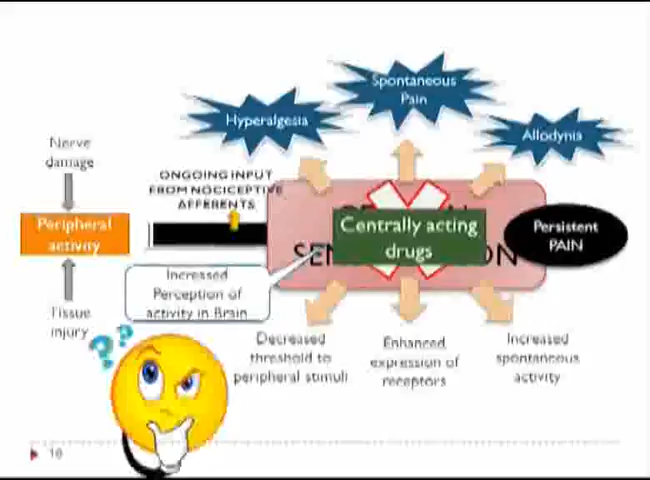 Spontaneous
Pain
Hyperalgesia
Allodynia
Nerve
damage
ONGOING INPUT
FROM NOCICEPTIVE
AFFERENTS
Peripheral
activity
Centrally acting
drugs
Persistent
PAIN
Increased
Perception of
activity in Brain
Tissue
injury
Decreased
threshold to
peripheral stimuli
Enhanced
expression of
receptors
Increased
spontaneous
activity
? ?